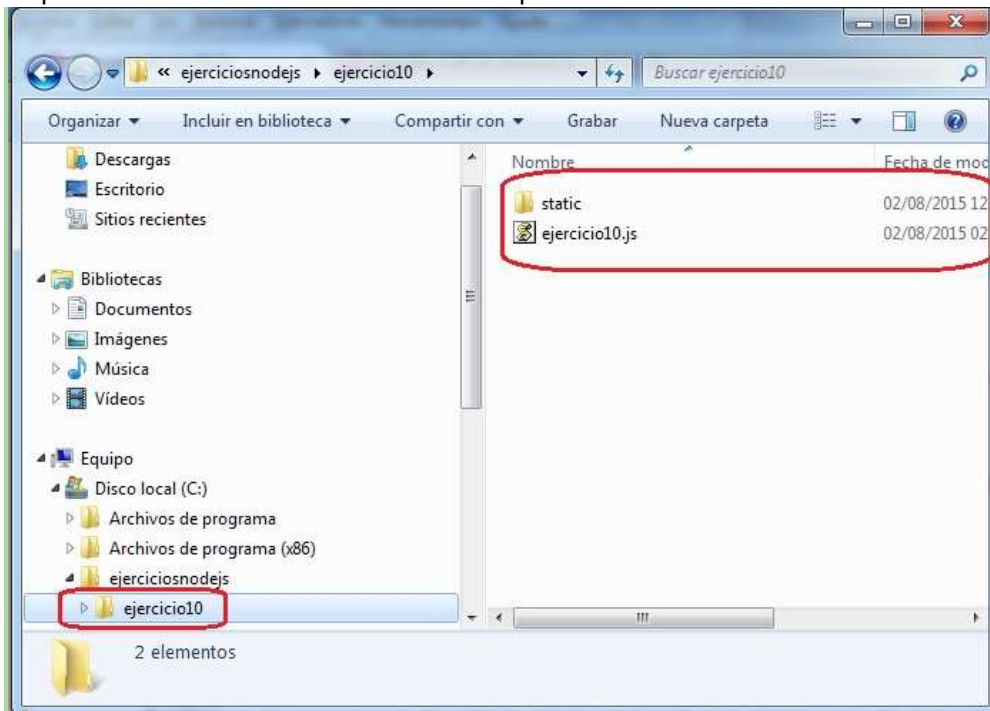 « ejerciciosnodejs ▸ ejercicio10 ▸
Buscar ejercicio10
Organizar Incluir en biblioteca Compartir con Grabar Nueva carpeta
Descargas
Escritorio
Sitios recientes
Bibliotecas
Documentos
Imágenes
Música
Vídeos
Equipo
Disco local (C:)
Archivos de programa
Archivos de programa (x86)
ejerciciosnodejs
ejercicio10
Nombre Fecha de mod
static 02/08/2015 12
ejercicio10.js 02/08/2015 02
2 elementos